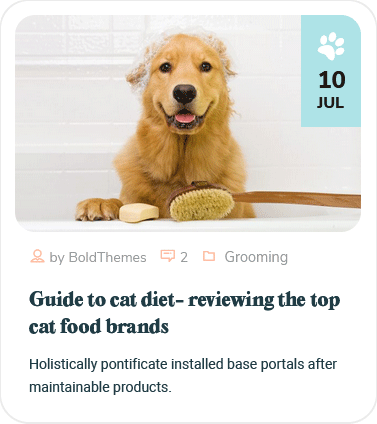 10
JUL
by BoldThemes 2 Grooming
Guide to cat diet– reviewing the top
cat food brands
Holistically pontificate installed base portals after
maintainable products.